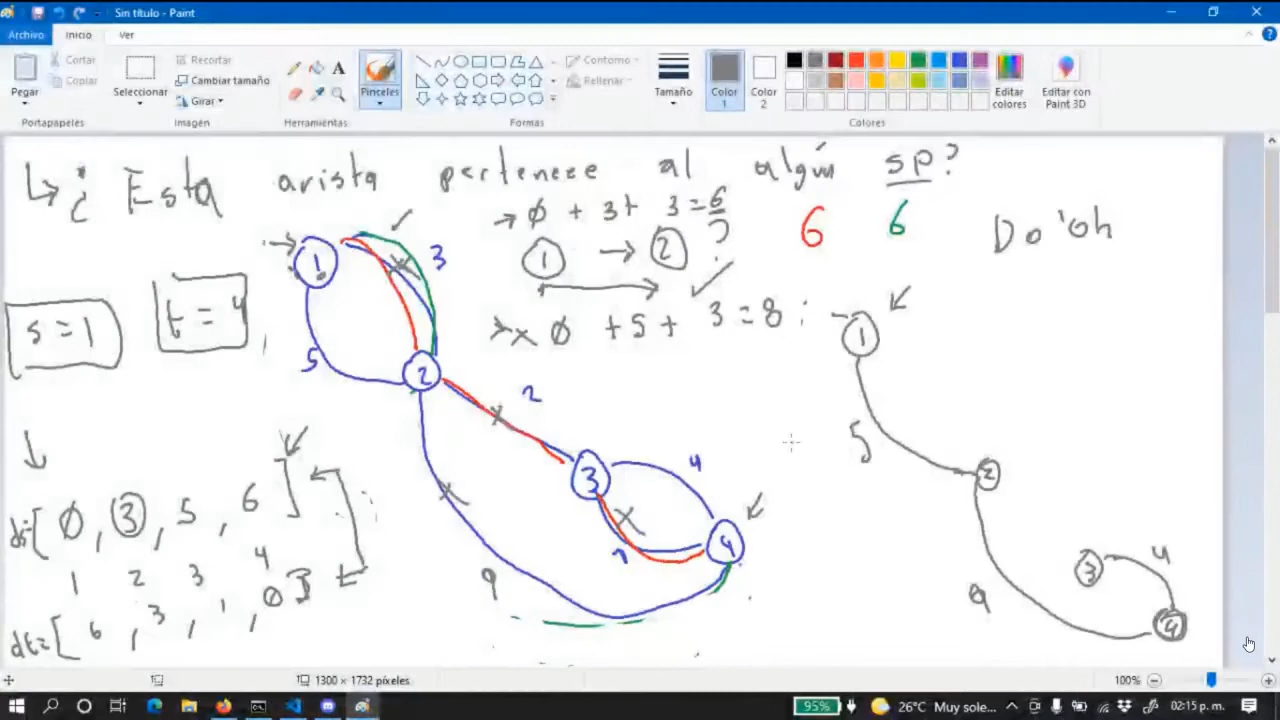 Sin título - Paint
Archivo Inicio Ver
Pegar
Cortar
Copiar
Portapapeles
Seleccionar
Recortar
Cambiar tamaño
Girar
Imagen
Herramientas
Pinceles
Contorno
Rellenar
Formas
Tamaño
Color 1
Color 2
Editar colores
Editar con Paint 3D
Colores
↳ ¿ Esta arista pertenece al algún sp?
→ ∅ + 3 + 3 = 6
6 6 Do'oh
1 → 2 ?
→ x ∅ + 5 + 3 = 8
s = 1
t = 4
1 3 5 2 2 3 4 4
1 5 2 9 3 4 4
ds=[ ∅, 3, 5, 6 ]
1 2 3 4
dt=[ 6, 3, 1, 0 ]
1300 × 1732 píxeles
100%
95%
26°C Muy sole...
02:15 p. m.